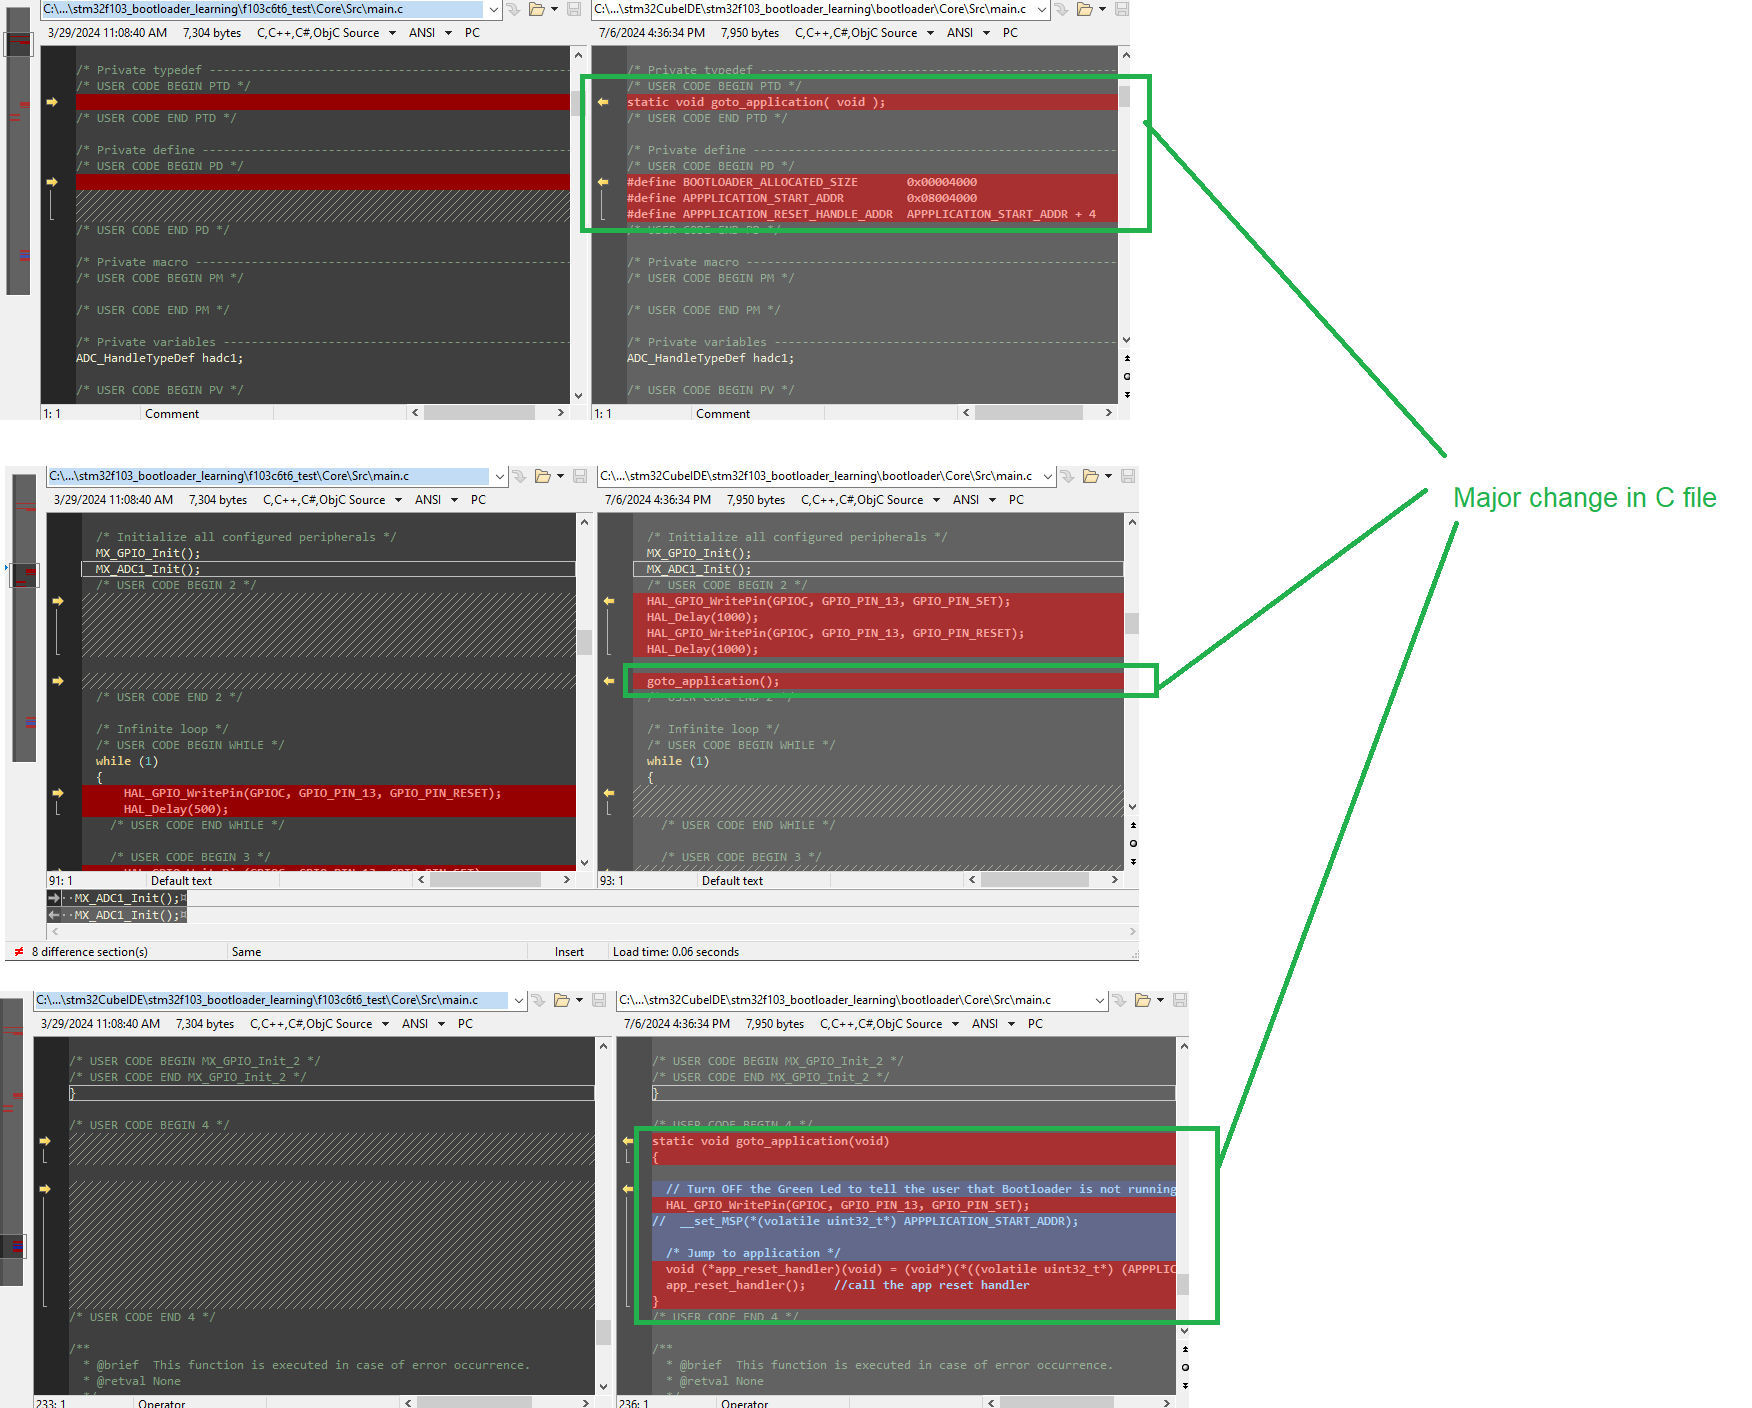 C:\...\stm32f103_bootloader_learning\f103c6t6_test\Core\Src\main.c
3/29/2024 11:08:40 AM 7,304 bytes C,C++,C#,ObjC Source ANSI PC
/* Private typedef -----------------------------------------------------
/* USER CODE BEGIN PTD */
/* USER CODE END PTD */
/* Private define ------------------------------------------------------
/* USER CODE BEGIN PD */
/* USER CODE END PD */
/* Private macro -------------------------------------------------------
/* USER CODE BEGIN PM */
/* USER CODE END PM */
/* Private variables ---------------------------------------------------
ADC_HandleTypeDef hadc1;
/* USER CODE BEGIN PV */
1: 1 Comment
C:\...\stm32CubeIDE\stm32f103_bootloader_learning\bootloader\Core\Src\main.c
7/6/2024 4:36:34 PM 7,950 bytes C,C++,C#,ObjC Source ANSI PC
/* Private typedef -----------------------------------------------------
/* USER CODE BEGIN PTD */
static void goto_application( void );
/* USER CODE END PTD */
/* Private define ------------------------------------------------------
/* USER CODE BEGIN PD */
#define BOOTLOADER_ALLOCATED_SIZE 0x00004000
#define APPPLICATION_START_ADDR 0x08004000
#define APPPLICATION_RESET_HANDLE_ADDR APPPLICATION_START_ADDR + 4
/* USER CODE END PD */
/* Private macro -------------------------------------------------------
/* USER CODE BEGIN PM */
/* USER CODE END PM */
/* Private variables ---------------------------------------------------
ADC_HandleTypeDef hadc1;
/* USER CODE BEGIN PV */
1: 1 Comment
C:\...\stm32f103_bootloader_learning\f103c6t6_test\Core\Src\main.c
3/29/2024 11:08:40 AM 7,304 bytes C,C++,C#,ObjC Source ANSI PC
/* Initialize all configured peripherals */
MX_GPIO_Init();
MX_ADC1_Init();
/* USER CODE BEGIN 2 */
/* USER CODE END 2 */
/* Infinite loop */
/* USER CODE BEGIN WHILE */
while (1)
{
HAL_GPIO_WritePin(GPIOC, GPIO_PIN_13, GPIO_PIN_RESET);
HAL_Delay(500);
/* USER CODE END WHILE */
/* USER CODE BEGIN 3 */
91: 1 Default text
C:\...\stm32CubeIDE\stm32f103_bootloader_learning\bootloader\Core\Src\main.c
7/6/2024 4:36:34 PM 7,950 bytes C,C++,C#,ObjC Source ANSI PC
/* Initialize all configured peripherals */
MX_GPIO_Init();
MX_ADC1_Init();
/* USER CODE BEGIN 2 */
HAL_GPIO_WritePin(GPIOC, GPIO_PIN_13, GPIO_PIN_SET);
HAL_Delay(1000);
HAL_GPIO_WritePin(GPIOC, GPIO_PIN_13, GPIO_PIN_RESET);
HAL_Delay(1000);
goto_application();
/* USER CODE END 2 */
/* Infinite loop */
/* USER CODE BEGIN WHILE */
while (1)
{
/* USER CODE END WHILE */
/* USER CODE BEGIN 3 */
93: 1 Default text
MX_ADC1_Init();¤
MX_ADC1_Init();¤
8 difference section(s) Same Insert Load time: 0.06 seconds
Major change in C file
C:\...\stm32CubeIDE\stm32f103_bootloader_learning\f103c6t6_test\Core\Src\main.c
3/29/2024 11:08:40 AM 7,304 bytes C,C++,C#,ObjC Source ANSI PC
/* USER CODE BEGIN MX_GPIO_Init_2 */
/* USER CODE END MX_GPIO_Init_2 */
}
/* USER CODE BEGIN 4 */
/* USER CODE END 4 */
/**
* @brief This function is executed in case of error occurrence.
* @retval None
233: 1 Operator
C:\...\stm32CubeIDE\stm32f103_bootloader_learning\bootloader\Core\Src\main.c
7/6/2024 4:36:34 PM 7,950 bytes C,C++,C#,ObjC Source ANSI PC
/* USER CODE BEGIN MX_GPIO_Init_2 */
/* USER CODE END MX_GPIO_Init_2 */
}
/* USER CODE BEGIN 4 */
static void goto_application(void)
{
// Turn OFF the Green Led to tell the user that Bootloader is not running
HAL_GPIO_WritePin(GPIOC, GPIO_PIN_13, GPIO_PIN_SET);
// __set_MSP(*(volatile uint32_t*) APPPLICATION_START_ADDR);
/* Jump to application */
void (*app_reset_handler)(void) = (void*)(*((volatile uint32_t*) (APPPLIC
app_reset_handler(); //call the app reset handler
}
/* USER CODE END 4 */
/**
* @brief This function is executed in case of error occurrence.
* @retval None
236: 1 Operator